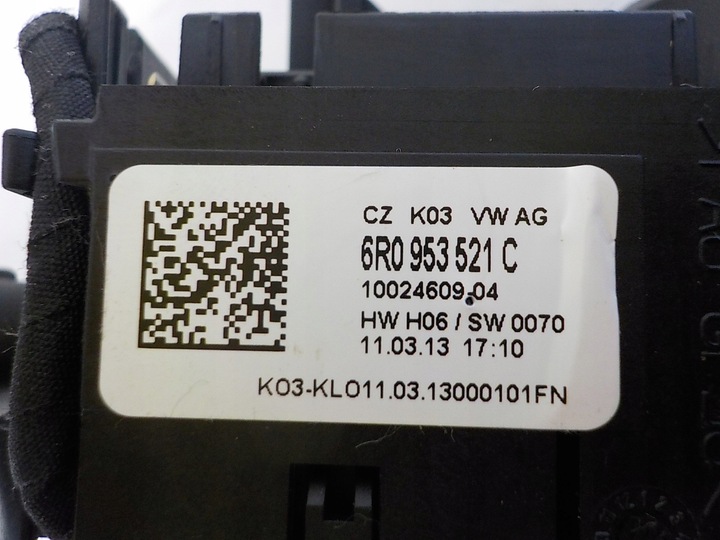 CZ K03 VW AG
6R0 953 521 C
10024609-04
HW H06 / SW 0070
11.03.13 17:10
K03-KLO11.03.13000101FN